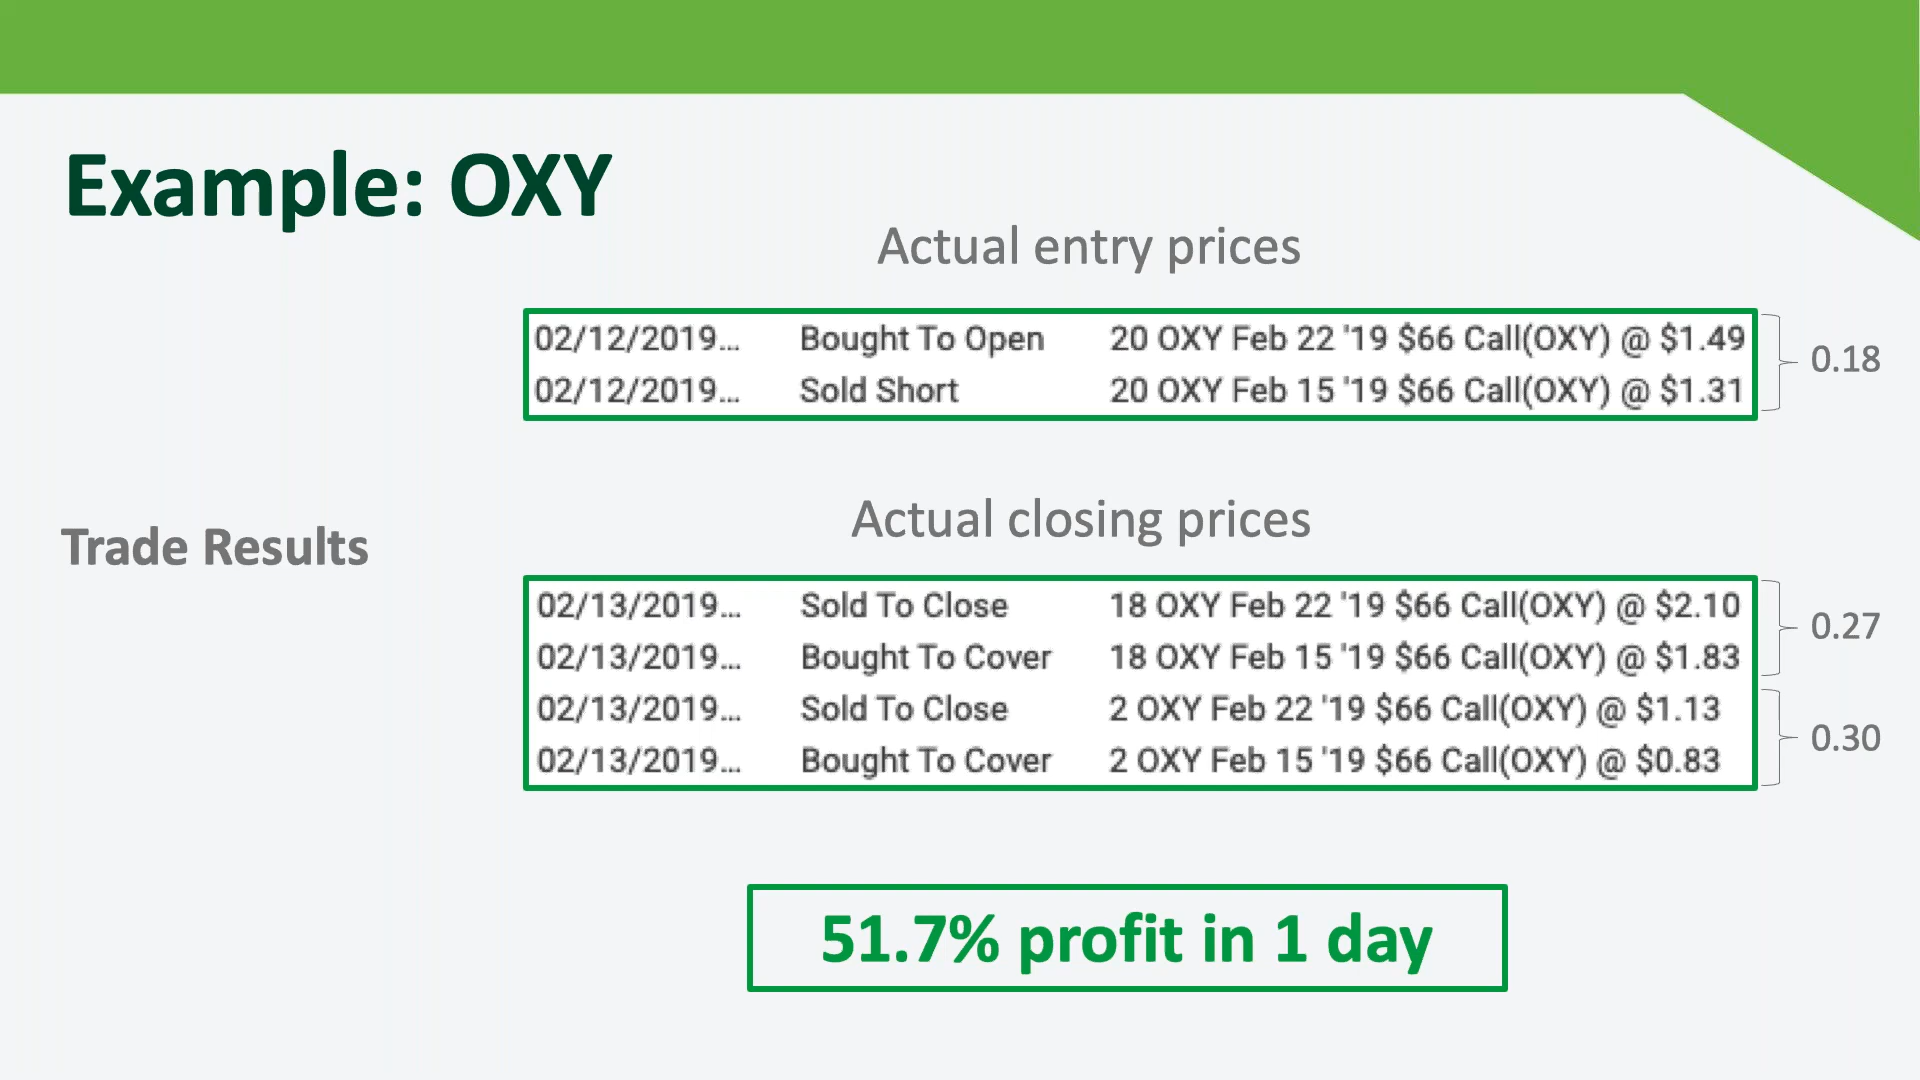 Example: OXY
Actual entry prices
02/12/2019... Bought To Open 20 OXY Feb 22 '19 $66 Call(OXY) @ $1.49
02/12/2019... Sold Short 20 OXY Feb 15 '19 $66 Call(OXY) @ $1.31
0.18
Trade Results
Actual closing prices
02/13/2019... Sold To Close 18 OXY Feb 22 '19 $66 Call(OXY) @ $2.10
02/13/2019... Bought To Cover 18 OXY Feb 15 '19 $66 Call(OXY) @ $1.83
0.27
02/13/2019... Sold To Close 2 OXY Feb 22 '19 $66 Call(OXY) @ $1.13
02/13/2019... Bought To Cover 2 OXY Feb 15 '19 $66 Call(OXY) @ $0.83
0.30
51.7% profit in 1 day